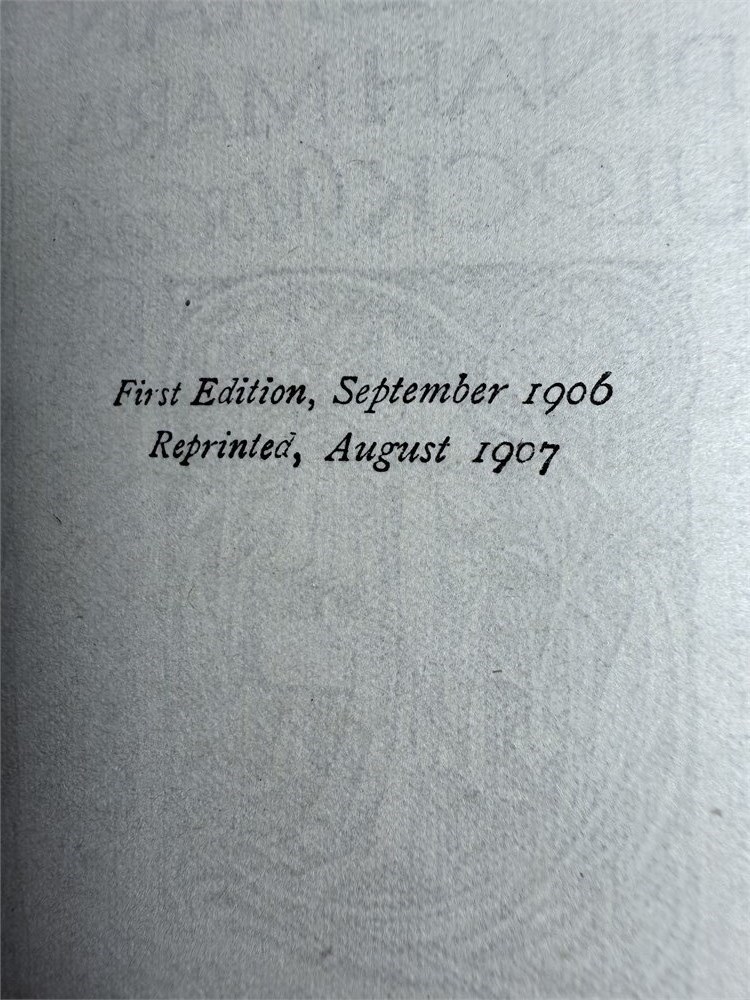 First Edition, September 1906
Reprinted, August 1907